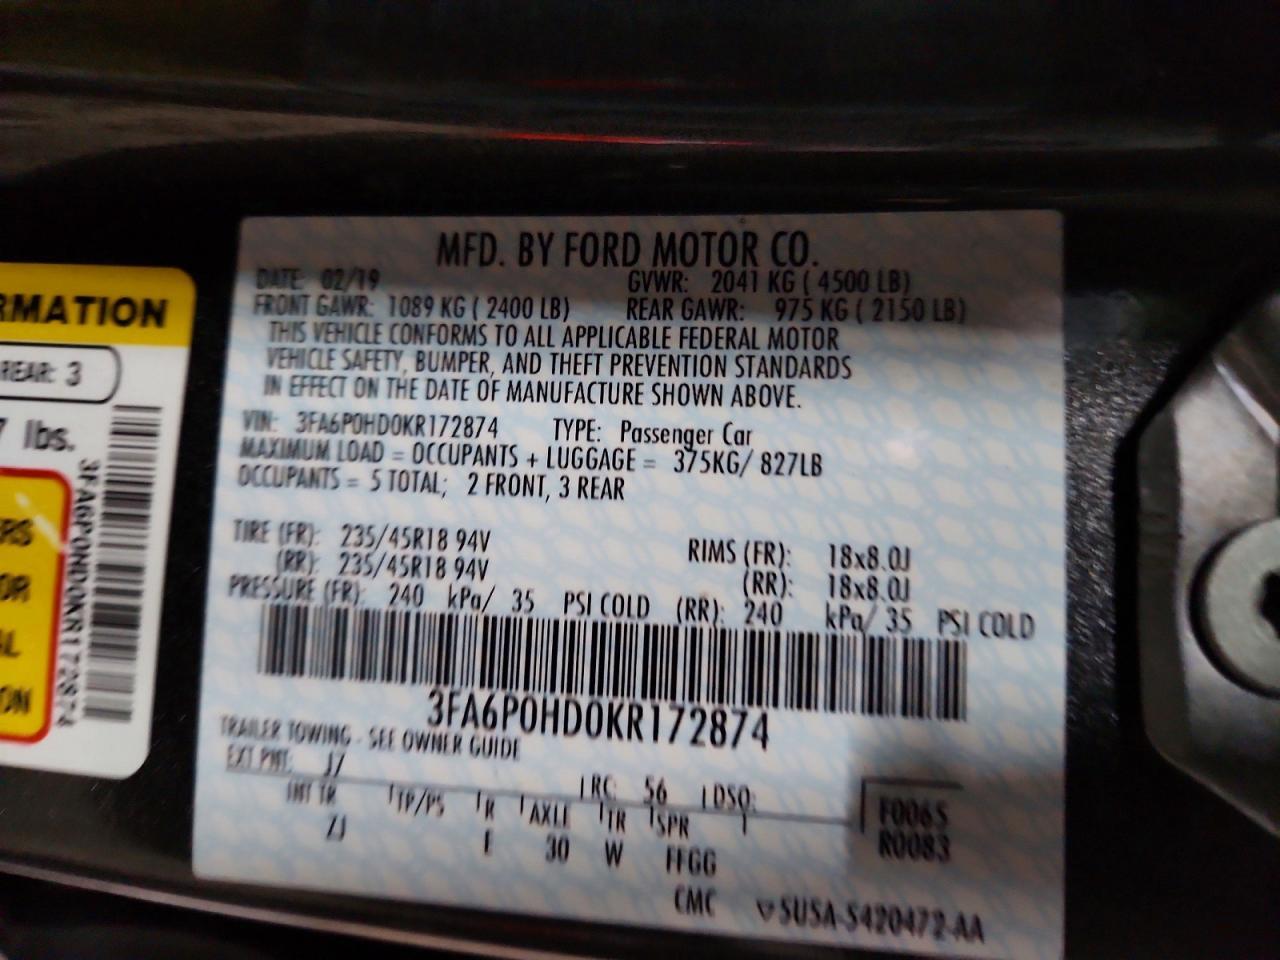 MFD. BY FORD MOTOR CO.
DATE: 02/19 GVWR: 2041 KG ( 4500 LB)
FRONT GAWR: 1089 KG ( 2400 LB) REAR GAWR: 975 KG ( 2150 LB)
THIS VEHICLE CONFORMS TO ALL APPLICABLE FEDERAL MOTOR
VEHICLE SAFETY, BUMPER, AND THEFT PREVENTION STANDARDS
IN EFFECT ON THE DATE OF MANUFACTURE SHOWN ABOVE.
VIN: 3FA6P0HD0KR172874 TYPE: Passenger Car
MAXIMUM LOAD = OCCUPANTS + LUGGAGE = 375KG/ 827LB
OCCUPANTS = 5 TOTAL; 2 FRONT, 3 REAR
TIRE (FR): 235/45R18 94V RIMS (FR): 18x8.0J
(RR): 235/45R18 94V (RR): 18x8.0J
PRESSURE (FR): 240 kPa/ 35 PSI COLD (RR): 240 kPa/ 35 PSI COLD
3FA6P0HD0KR172874
TRAILER TOWING - SEE OWNER GUIDE
EXT PNT: J7 RC: 56 DSO:
INT TR TP/PS R AXLE TR SPR
ZJ E 30 W FFGG
F0065
R0083
CMC ▽5U5A-5420472-AA
RMATION
REAR: 3
7 lbs.
3FA6P0HD0KR172874
RS
OR
AL
ON